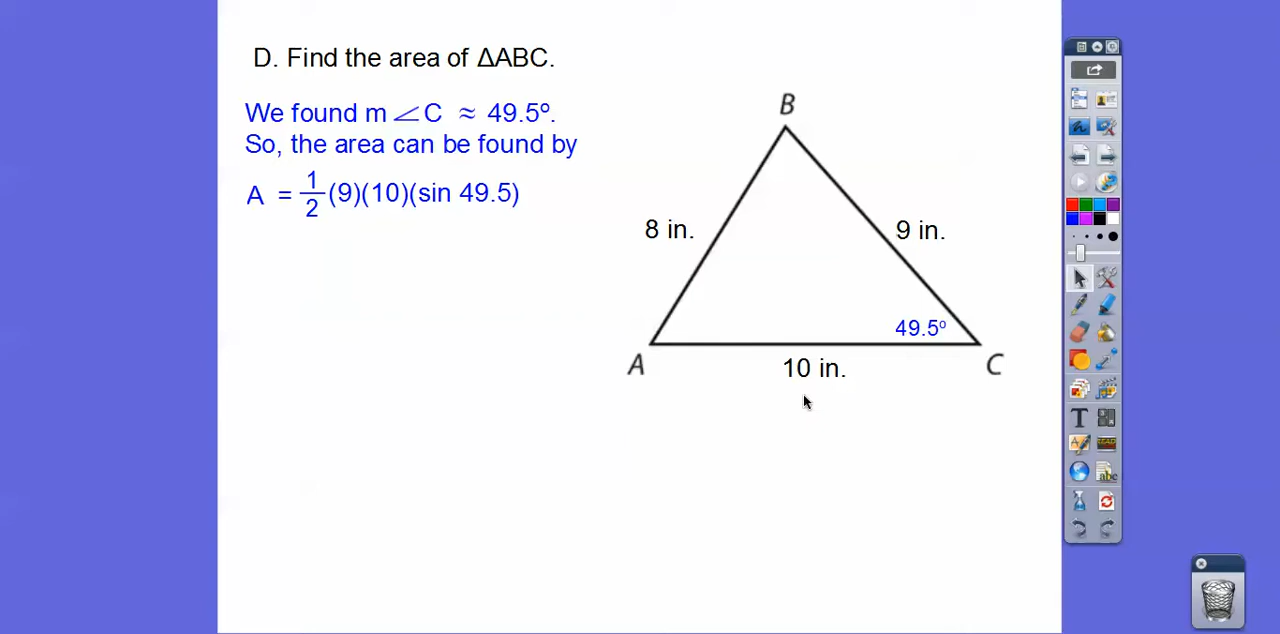 D. Find the area of ΔABC.
We found m ∠C ≈ 49.5º.
So, the area can be found by
A = 1/2 (9)(10)(sin 49.5)
B
8 in.
9 in.
49.5º
A
10 in.
C